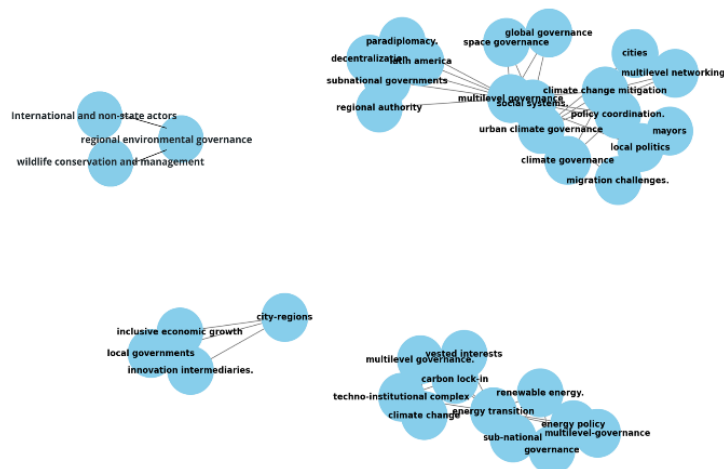 International and non-state actors
regional environmental governance
wildlife conservation and management
global governance
space governance
paradiplomacy.
cities
decentralization
latin america
multilevel networking
subnational governments
climate change mitigation
multilevel governance
social systems.
regional authority
policy coordination.
urban climate governance
mayors
local politics
climate governance
migration challenges.
city-regions
inclusive economic growth
local governments
innovation intermediaries.
vested interests
multilevel governance.
carbon lock-in
renewable energy.
techno-institutional complex
energy transition
climate change
energy policy
multilevel-governance
sub-national
governance